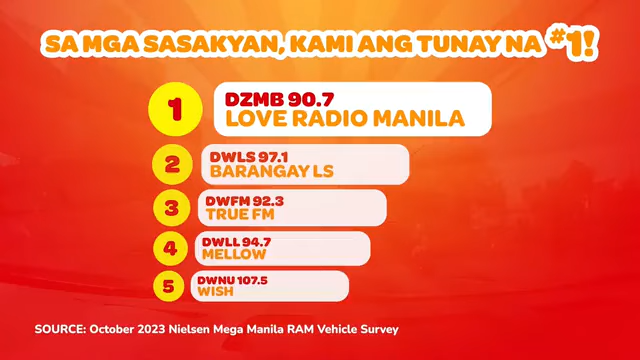 SA MGA SASAKYAN, KAMI ANG TUNAY NA #1!
1
DZMB 90.7
LOVE RADIO MANILA
2
DWLS 97.1
BARANGAY LS
3
DWFM 92.3
TRUE FM
4
DWLL 94.7
MELLOW
5
DWNU 107.5
WISH
SOURCE: October 2023 Nielsen Mega Manila RAM Vehicle Survey